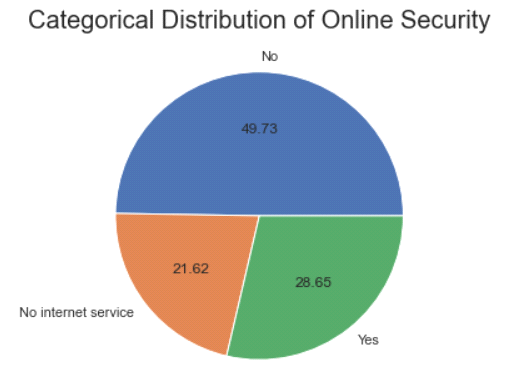 Categorical Distribution of Online Security
No
49.73
21.62
28.65
No internet service
Yes